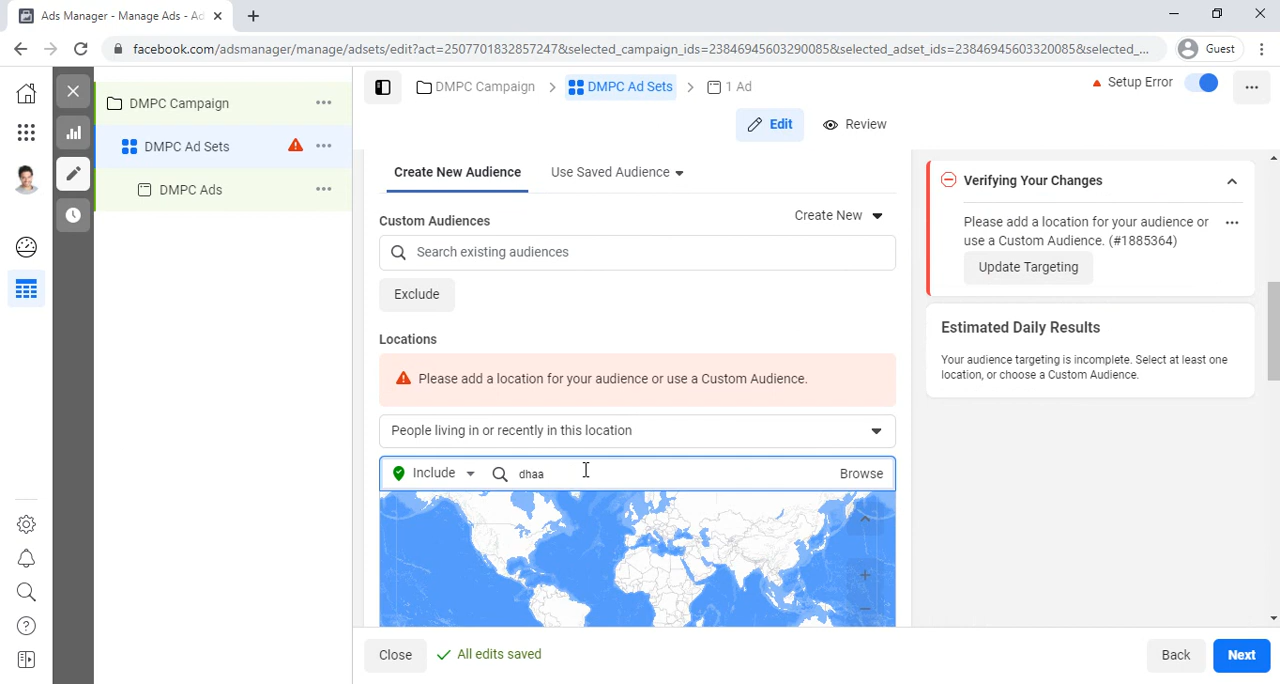 Ads Manager - Manage Ads - Ad
facebook.com/adsmanager/manage/adsets/edit?act=2507701832857247&selected_campaign_ids=23846945603290085&selected_adset_ids=23846945603320085&selected_...
Guest
DMPC Campaign
DMPC Ad Sets
DMPC Ads
DMPC Campaign
DMPC Ad Sets
1 Ad
Setup Error
Edit
Review
Create New Audience
Use Saved Audience
Custom Audiences
Create New
Search existing audiences
Exclude
Locations
Please add a location for your audience or use a Custom Audience.
People living in or recently in this location
Include
dhaa
Browse
Verifying Your Changes
Please add a location for your audience or
use a Custom Audience. (#1885364)
Update Targeting
Estimated Daily Results
Your audience targeting is incomplete. Select at least one
location, or choose a Custom Audience.
Close
All edits saved
Back
Next